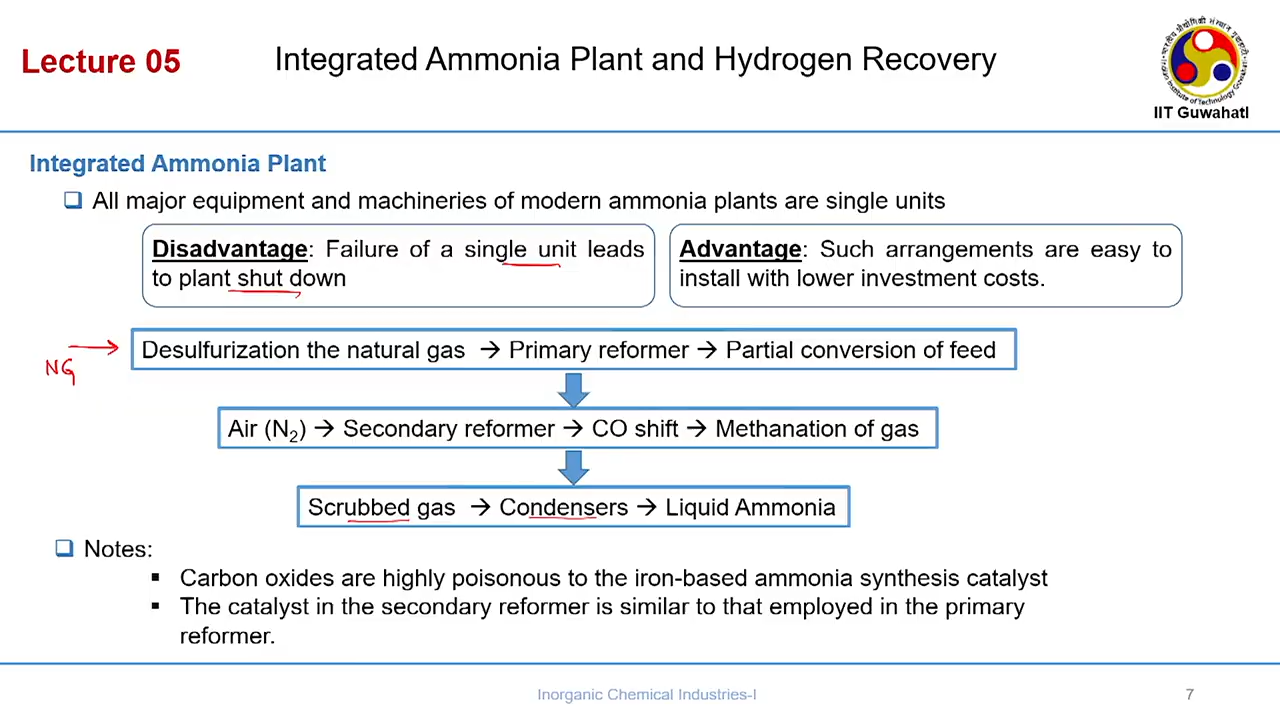 Lecture 05
Integrated Ammonia Plant and Hydrogen Recovery
IIT Guwahati
Integrated Ammonia Plant
❑ All major equipment and machineries of modern ammonia plants are single units
Disadvantage: Failure of a single unit leads
to plant shut down
Advantage: Such arrangements are easy to
install with lower investment costs.
NG
Desulfurization the natural gas → Primary reformer → Partial conversion of feed
Air (N₂) → Secondary reformer → CO shift → Methanation of gas
Scrubbed gas → Condensers → Liquid Ammonia
❑ Notes:
▪ Carbon oxides are highly poisonous to the iron-based ammonia synthesis catalyst
▪ The catalyst in the secondary reformer is similar to that employed in the primary
reformer.
Inorganic Chemical Industries-I
7